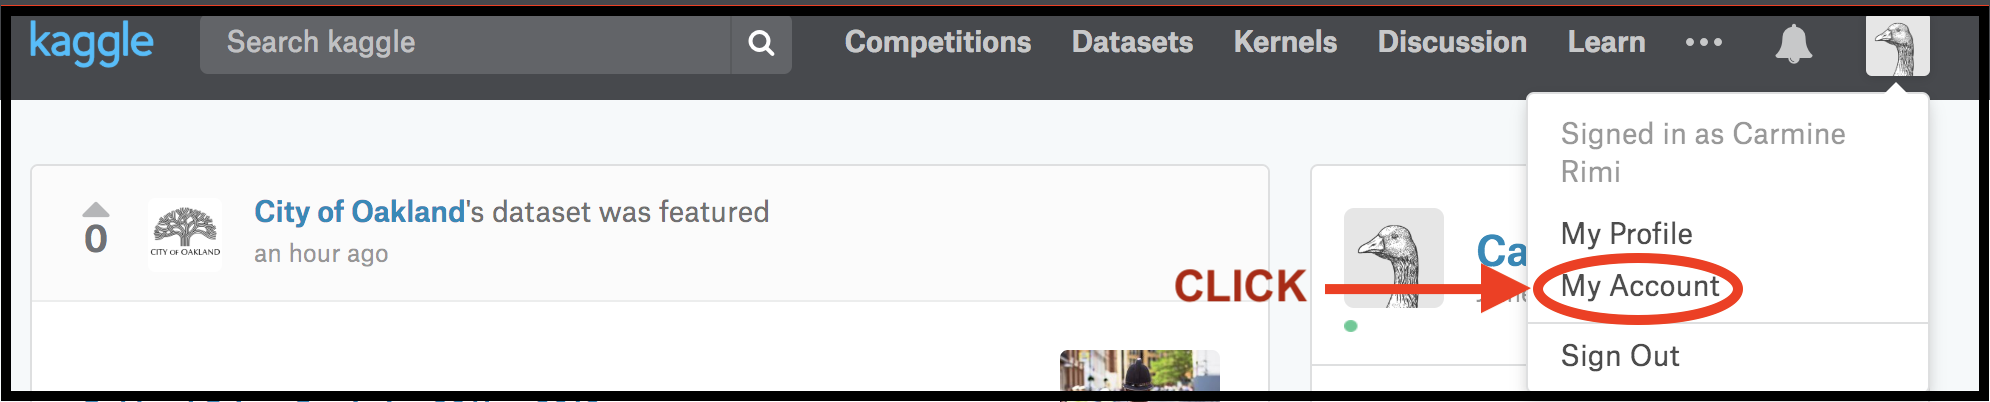 kaggle
Search kaggle
Competitions
Datasets
Kernels
Discussion
Learn
Signed in as Carmine
Rimi
My Profile
My Account
Sign Out
0
CITY OF OAKLAND
City of Oakland's dataset was featured
an hour ago
CLICK
Ca